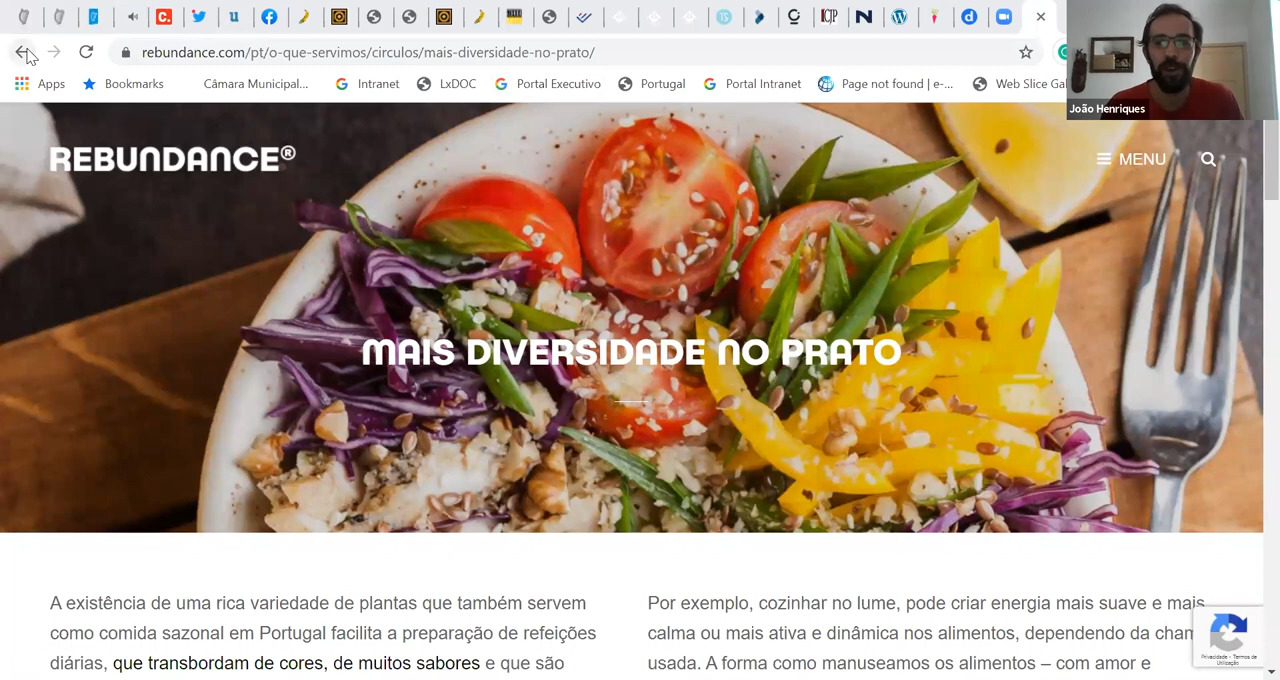 rebundance.com/pt/o-que-servimos/circulos/mais-diversidade-no-prato/
Apps Bookmarks Câmara Municipal... Intranet LxDOC Portal Executivo Portugal Portal Intranet Page not found | e-... Web Slice Gal
João Henriques
REBUNDANCE®
MENU
MAIS DIVERSIDADE NO PRATO
A existência de uma rica variedade de plantas que também servem
como comida sazonal em Portugal facilita a preparação de refeições
diárias, que transbordam de cores, de muitos sabores e que são
Por exemplo, cozinhar no lume, pode criar energia mais suave e mais
calma ou mais ativa e dinâmica nos alimentos, dependendo da cham
usada. A forma como manuseamos os alimentos – com amor e
Privacidade - Termos de
Utilização